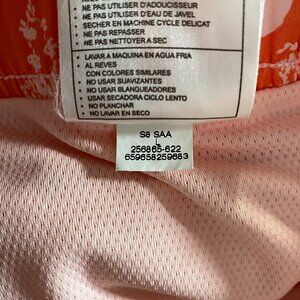 • NE PAS UTILISER D'ADOUCISSEUR
• NE PAS UTILISER D'EAU DE JAVEL
• SECHER EN MACHINE CYCLE DELICAT
• NE PAS REPASSER
• NE PAS NETTOYER A SEC
• LAVAR A MAQUINA EN AGUA FRIA
AL REVES
• CON COLORES SIMILARES
• NO USAR SUAVIZANTES
• NO USAR BLANQUEADORES
• USAR SECADORA CICLO LENTO
• NO PLANCHAR
• NO LAVAR EN SECO
S8 SAA
L
256865-622
659658259683